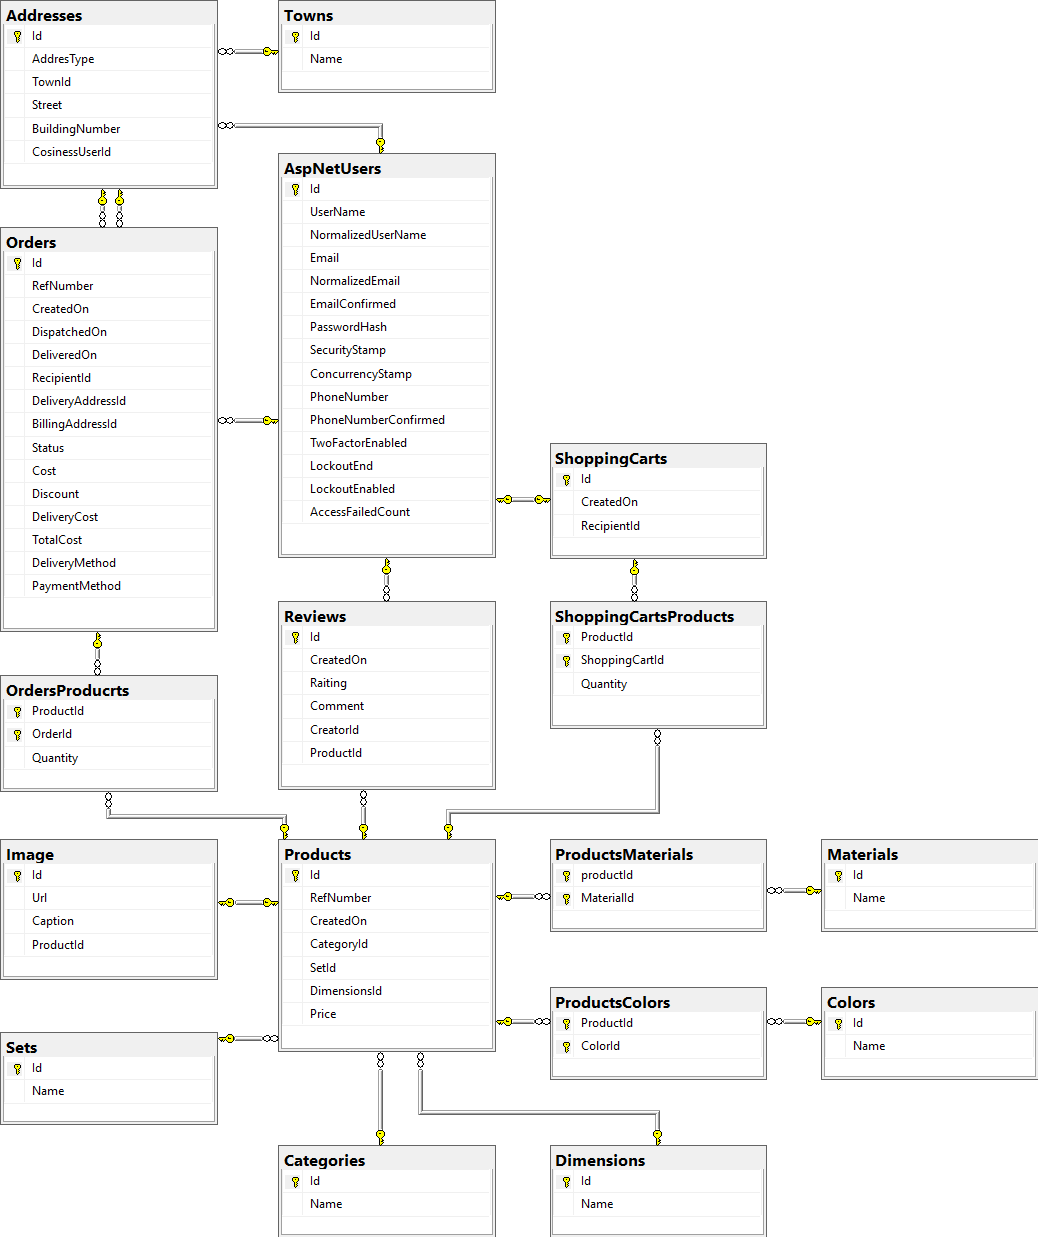 Addresses
Id
AddresType
TownId
Street
BuildingNumber
CosinessUserId
Towns
Id
Name
AspNetUsers
Id
UserName
NormalizedUserName
Email
NormalizedEmail
EmailConfirmed
PasswordHash
SecurityStamp
ConcurrencyStamp
PhoneNumber
PhoneNumberConfirmed
TwoFactorEnabled
LockoutEnd
LockoutEnabled
AccessFailedCount
Orders
Id
RefNumber
CreatedOn
DispatchedOn
DeliveredOn
RecipientId
DeliveryAddressId
BillingAddressId
Status
Cost
Discount
DeliveryCost
TotalCost
DeliveryMethod
PaymentMethod
ShoppingCarts
Id
CreatedOn
RecipientId
Reviews
Id
CreatedOn
Raiting
Comment
CreatorId
ProductId
ShoppingCartsProducts
ProductId
ShoppingCartId
Quantity
OrdersProducrts
ProductId
OrderId
Quantity
Image
Id
Url
Caption
ProductId
Products
Id
RefNumber
CreatedOn
CategoryId
SetId
DimensionsId
Price
ProductsMaterials
productId
MaterialId
Materials
Id
Name
ProductsColors
ProductId
ColorId
Colors
Id
Name
Sets
Id
Name
Categories
Id
Name
Dimensions
Id
Name